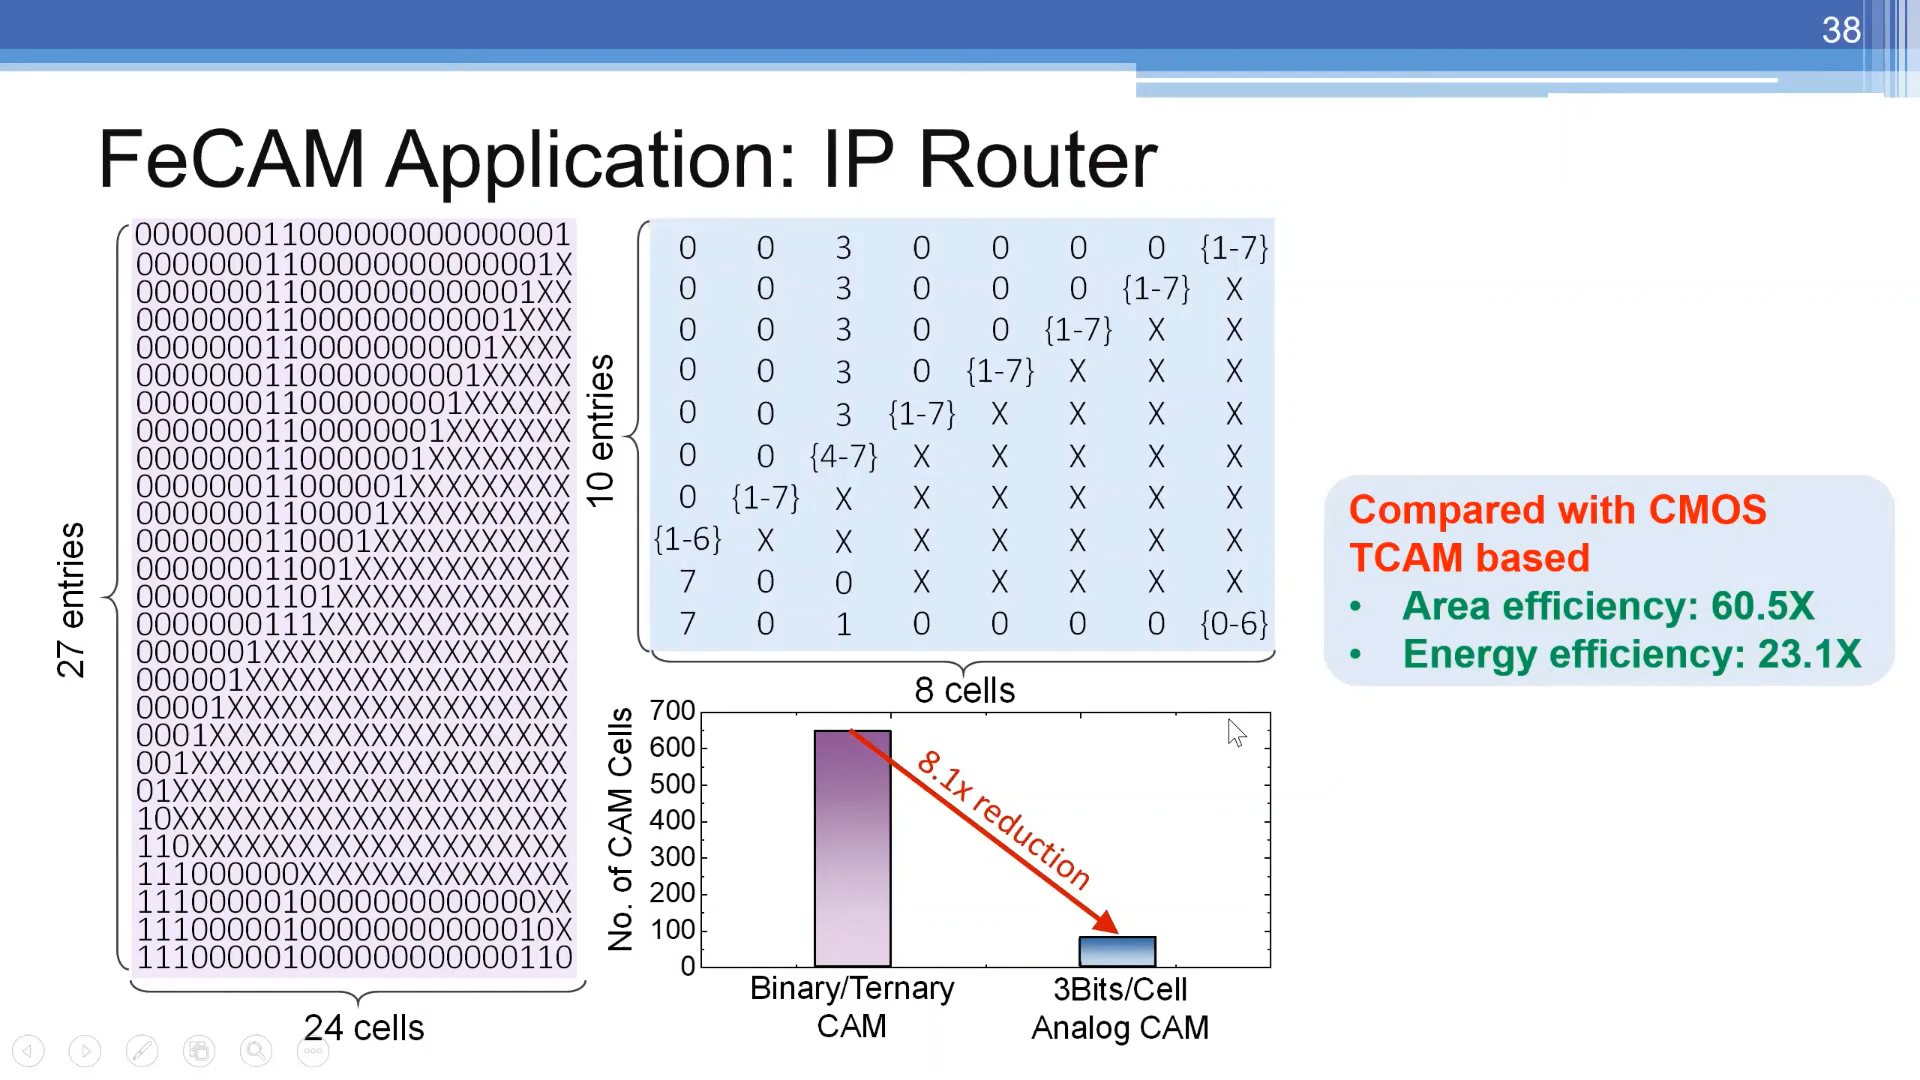 38
FeCAM Application: IP Router
27 entries
000000011000000000000001
00000001100000000000001X
0000000110000000000001XX
000000011000000000001XXX
00000001100000000001XXXX
0000000110000000001XXXXX
000000011000000001XXXXXX
00000001100000001XXXXXXX
0000000110000001XXXXXXXX
000000011000001XXXXXXXXX
00000001100001XXXXXXXXXX
0000000110001XXXXXXXXXXX
000000011001XXXXXXXXXXXX
00000001101XXXXXXXXXXXXX
0000000111XXXXXXXXXXXXXX
0000001XXXXXXXXXXXXXXXXX
000001XXXXXXXXXXXXXXXXXX
00001XXXXXXXXXXXXXXXXXXX
0001XXXXXXXXXXXXXXXXXXXX
001XXXXXXXXXXXXXXXXXXXXX
01XXXXXXXXXXXXXXXXXXXXXX
10XXXXXXXXXXXXXXXXXXXXXX
110XXXXXXXXXXXXXXXXXXXXX
111000000XXXXXXXXXXXXXXX
1110000010000000000000XX
11100000100000000000010X
111000001000000000000110
24 cells
10 entries
0 0 3 0 0 0 0 {1-7}
0 0 3 0 0 0 {1-7} X
0 0 3 0 0 {1-7} X X
0 0 3 0 {1-7} X X X
0 0 3 {1-7} X X X X
0 0 {4-7} X X X X X
0 {1-7} X X X X X X
{1-6} X X X X X X X
7 0 0 X X X X X
7 0 1 0 0 0 0 {0-6}
8 cells
No. of CAM Cells
700
600
500
400
300
200
100
0
8.1x reduction
Binary/Ternary
CAM
3Bits/Cell
Analog CAM
Compared with CMOS
TCAM based
• Area efficiency: 60.5X
• Energy efficiency: 23.1X